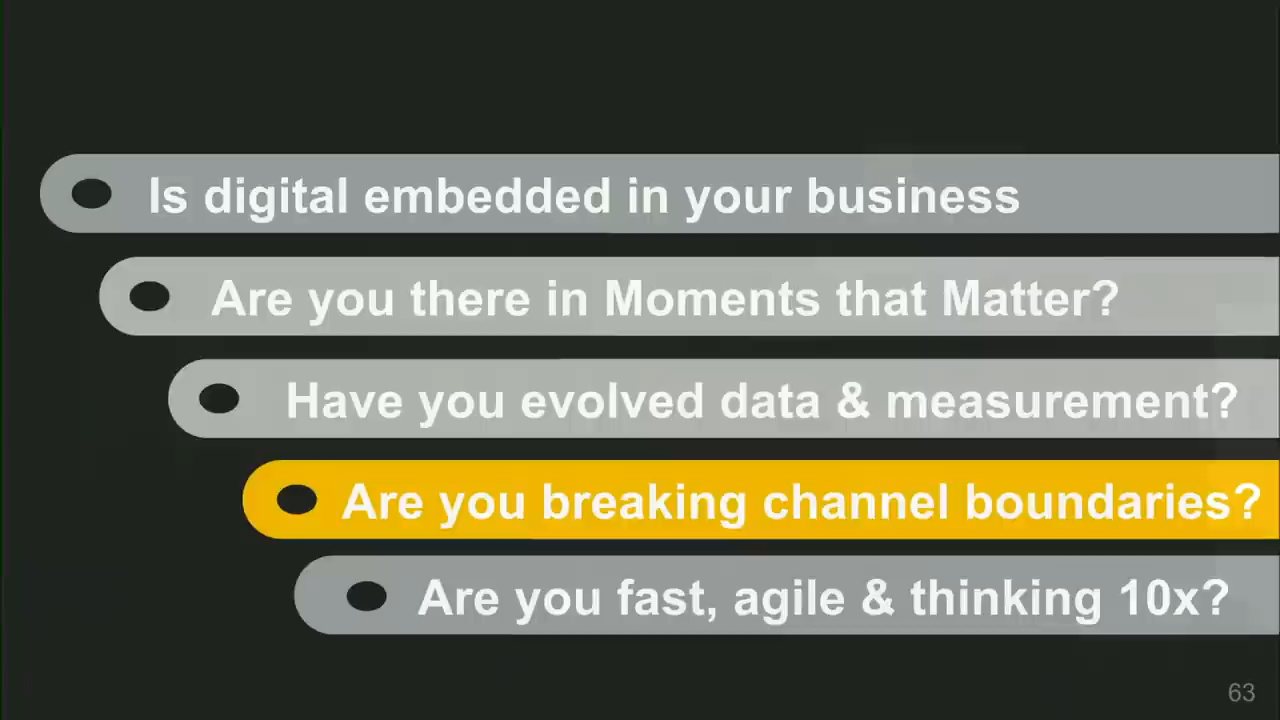 Is digital embedded in your business
Are you there in Moments that Matter?
Have you evolved data & measurement?
Are you breaking channel boundaries?
Are you fast, agile & thinking 10x?
63